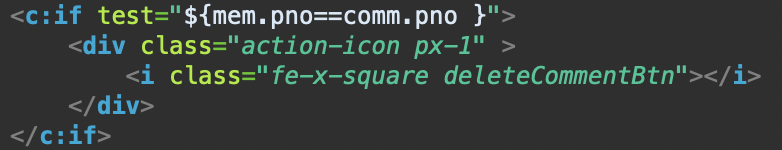 <c:if test="${mem.pno==comm.pno }">
    <div class="action-icon px-1" >
        <i class="fe-x-square deleteCommentBtn"></i>
    </div>
</c:if>